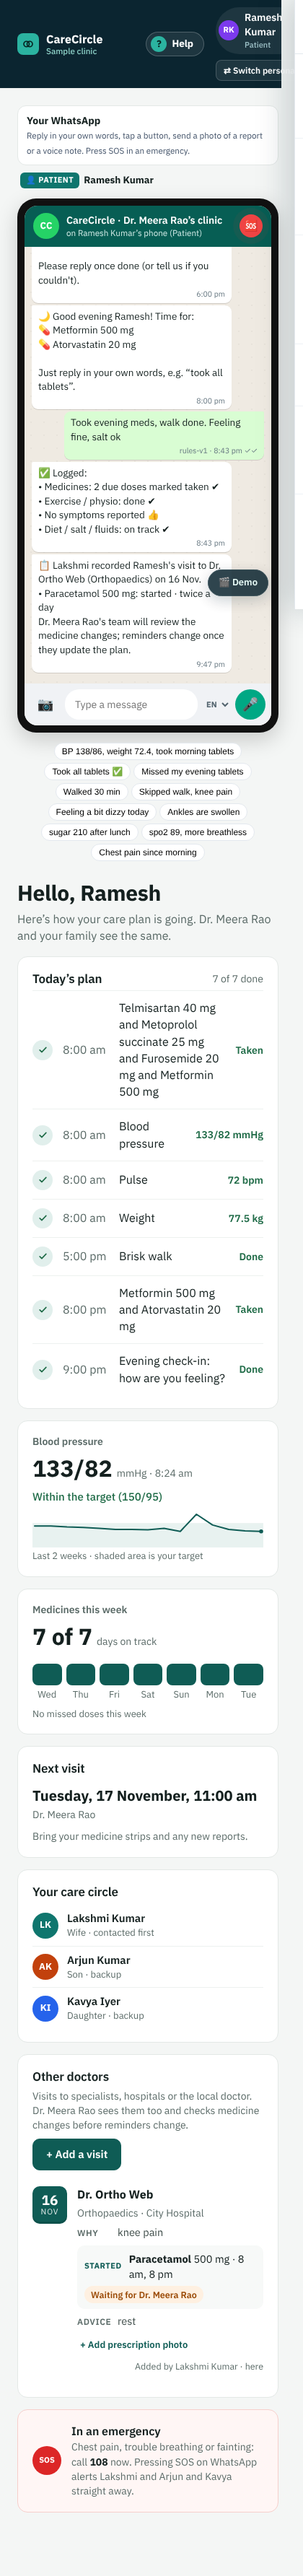 CareCircle
Sample clinic
? Help
RK
Ramesh
Kumar
Patient
⇄ Switch perso
Your WhatsApp
Reply in your own words, tap a button, send a photo of a report
or a voice note. Press SOS in an emergency.
PATIENT Ramesh Kumar
CC
CareCircle · Dr. Meera Rao's clinic
on Ramesh Kumar's phone (Patient)
SOS
Please reply once done (or tell us if you
couldn't).
6:00 pm
🌙 Good evening Ramesh! Time for:
💊 Metformin 500 mg
💊 Atorvastatin 20 mg
Just reply in your own words, e.g. "took all
tablets".
8:00 pm
Took evening meds, walk done. Feeling
fine, salt ok
rules-v1 · 8:43 pm ✓✓
✅ Logged:
• Medicines: 2 due doses marked taken ✔
• Exercise / physio: done ✔
• No symptoms reported 👍
• Diet / salt / fluids: on track ✔
8:43 pm
📋 Lakshmi recorded Ramesh's visit to Dr.
Ortho Web (Orthopaedics) on 16 Nov.
• Paracetamol 500 mg: started · twice a
day
Dr. Meera Rao's team will review the
medicine changes; reminders change once
they update the plan.
9:47 pm
🎬 Demo
Type a message
EN
BP 138/86, weight 72.4, took morning tablets
Took all tablets ✅
Missed my evening tablets
Walked 30 min
Skipped walk, knee pain
Feeling a bit dizzy today
Ankles are swollen
sugar 210 after lunch
spo2 89, more breathless
Chest pain since morning
Hello, Ramesh
Here's how your care plan is going. Dr. Meera Rao
and your family see the same.
Today's plan
7 of 7 done
8:00 am Telmisartan 40 mg
and Metoprolol
succinate 25 mg
and Furosemide 20
mg and Metformin
500 mg
Taken
8:00 am Blood
pressure
133/82 mmHg
8:00 am Pulse 72 bpm
8:00 am Weight 77.5 kg
5:00 pm Brisk walk Done
8:00 pm Metformin 500 mg
and Atorvastatin 20
mg
Taken
9:00 pm Evening check-in:
how are you feeling?
Done
Blood pressure
133/82 mmHg · 8:24 am
Within the target (150/95)
Last 2 weeks · shaded area is your target
Medicines this week
7 of 7 days on track
Wed Thu Fri Sat Sun Mon Tue
No missed doses this week
Next visit
Tuesday, 17 November, 11:00 am
Dr. Meera Rao
Bring your medicine strips and any new reports.
Your care circle
LK
Lakshmi Kumar
Wife · contacted first
AK
Arjun Kumar
Son · backup
KI
Kavya Iyer
Daughter · backup
Other doctors
Visits to specialists, hospitals or the local doctor.
Dr. Meera Rao sees them too and checks medicine
changes before reminders change.
+ Add a visit
16
NOV
Dr. Ortho Web
Orthopaedics · City Hospital
WHY knee pain
STARTED Paracetamol 500 mg · 8
am, 8 pm
Waiting for Dr. Meera Rao
ADVICE rest
+ Add prescription photo
Added by Lakshmi Kumar · here
SOS
In an emergency
Chest pain, trouble breathing or fainting:
call 108 now. Pressing SOS on WhatsApp
alerts Lakshmi and Arjun and Kavya
straight away.